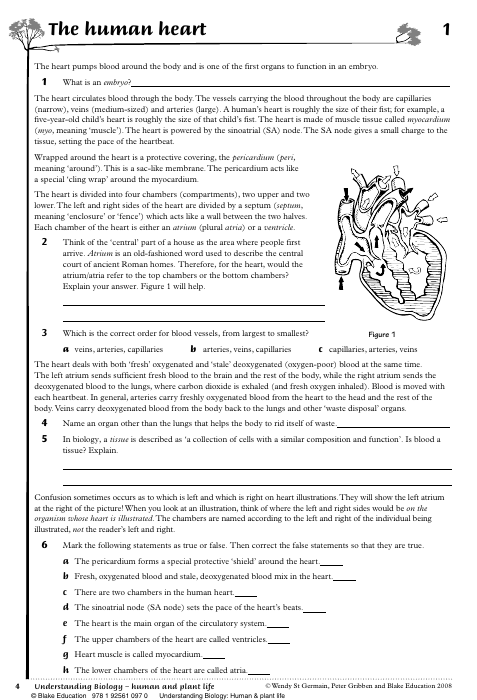 The human heart
1
The heart pumps blood around the body and is one of the first organs to function in an embryo.
1 What is an embryo?
The heart circulates blood through the body. The vessels carrying the blood throughout the body are capillaries
(narrow), veins (medium-sized) and arteries (large). A human's heart is roughly the size of their fist; for example, a
five-year-old child's heart is roughly the size of that child's fist. The heart is made of muscle tissue called myocardium
(myo, meaning 'muscle'). The heart is powered by the sinoatrial (SA) node. The SA node gives a small charge to the
tissue, setting the pace of the heartbeat.
Wrapped around the heart is a protective covering, the pericardium (peri,
meaning 'around'). This is a sac-like membrane. The pericardium acts like
a special 'cling wrap' around the myocardium.
The heart is divided into four chambers (compartments), two upper and two
lower. The left and right sides of the heart are divided by a septum (septum,
meaning 'enclosure' or 'fence') which acts like a wall between the two halves.
Each chamber of the heart is either an atrium (plural atria) or a ventricle.
2 Think of the 'central' part of a house as the area where people first
arrive. Atrium is an old-fashioned word used to describe the central
court of ancient Roman homes. Therefore, for the heart, would the
atrium/atria refer to the top chambers or the bottom chambers?
Explain your answer. Figure 1 will help.
Figure 1
3 Which is the correct order for blood vessels, from largest to smallest?
a veins, arteries, capillaries b arteries, veins, capillaries c capillaries, arteries, veins
The heart deals with both 'fresh' oxygenated and 'stale' deoxygenated (oxygen-poor) blood at the same time.
The left atrium sends sufficient fresh blood to the brain and the rest of the body, while the right atrium sends the
deoxygenated blood to the lungs, where carbon dioxide is exhaled (and fresh oxygen inhaled). Blood is moved with
each heartbeat. In general, arteries carry freshly oxygenated blood from the heart to the head and the rest of the
body. Veins carry deoxygenated blood from the body back to the lungs and other 'waste disposal' organs.
4 Name an organ other than the lungs that helps the body to rid itself of waste.
5 In biology, a tissue is described as 'a collection of cells with a similar composition and function'. Is blood a
tissue? Explain.
Confusion sometimes occurs as to which is left and which is right on heart illustrations. They will show the left atrium
at the right of the picture! When you look at an illustration, think of where the left and right sides would be on the
organism whose heart is illustrated. The chambers are named according to the left and right of the individual being
illustrated, not the reader's left and right.
6 Mark the following statements as true or false. Then correct the false statements so that they are true.
a The pericardium forms a special protective 'shield' around the heart.
b Fresh, oxygenated blood and stale, deoxygenated blood mix in the heart.
c There are two chambers in the human heart.
d The sinoatrial node (SA node) sets the pace of the heart's beats.
e The heart is the main organ of the circulatory system.
f The upper chambers of the heart are called ventricles.
g Heart muscle is called myocardium.
h The lower chambers of the heart are called atria.
4 Understanding Biology – human and plant life ©Wendy St Germain, Peter Gribben and Blake Education 2008
© Blake Education 978 1 92561 097 0 Understanding Biology: Human & plant life